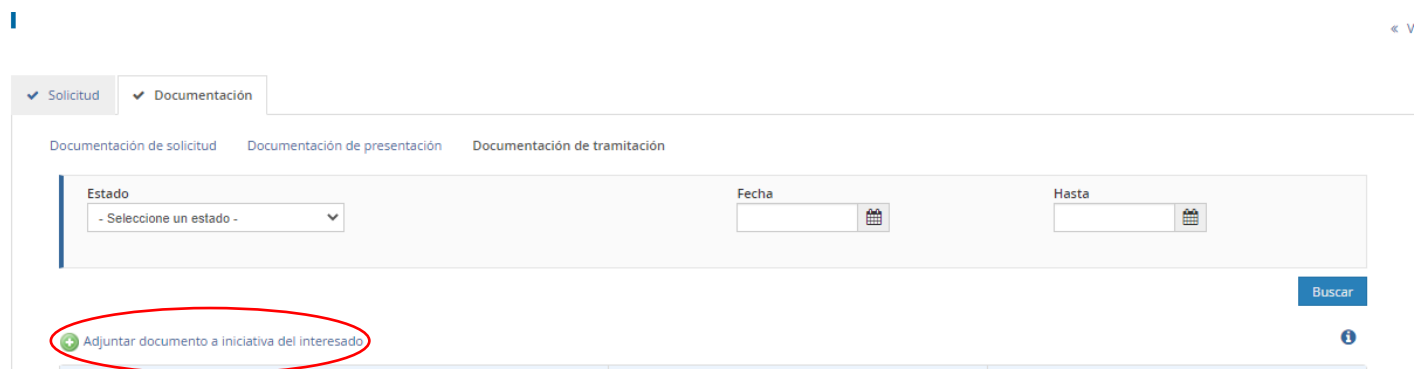 « V
Solicitud Documentación
Documentación de solicitud Documentación de presentación Documentación de tramitación
Estado Fecha Hasta
- Seleccione un estado -
Buscar
Adjuntar documento a iniciativa del interesado